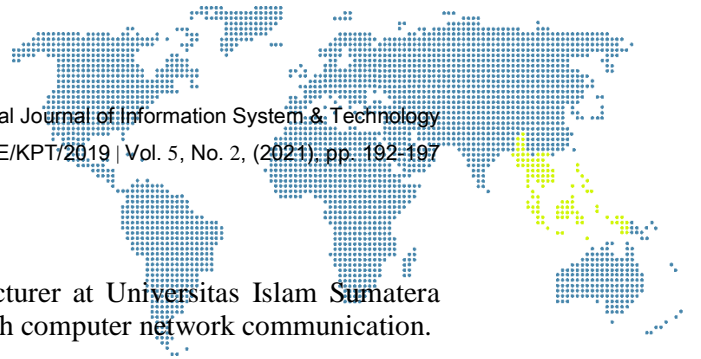 al Journal of Information System & Technology
E/KPT/2019 | Vol. 5, No. 2, (2021), pp. 192-197
cturer at Universitas Islam Sumatera
h computer network communication.